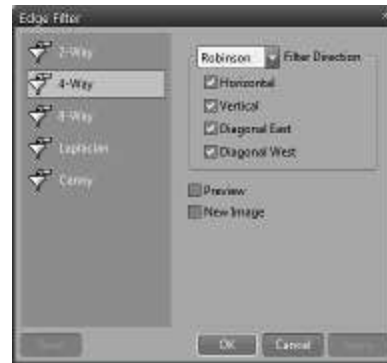 Edge Filter
2-Way
4-Way
8-Way
Laplacian
Canny
Robinson
Filter Direction
Horizontal
Vertical
Diagonal East
Diagonal West
Preview
New Image
OK
Cancel